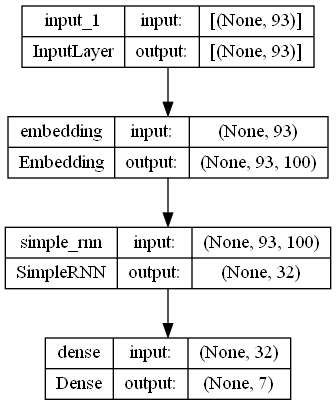 input_1 input: [(None, 93)]
InputLayer output: [(None, 93)]
embedding input: (None, 93)
Embedding output: (None, 93, 100)
simple_rnn input: (None, 93, 100)
SimpleRNN output: (None, 32)
dense input: (None, 32)
Dense output: (None, 7)